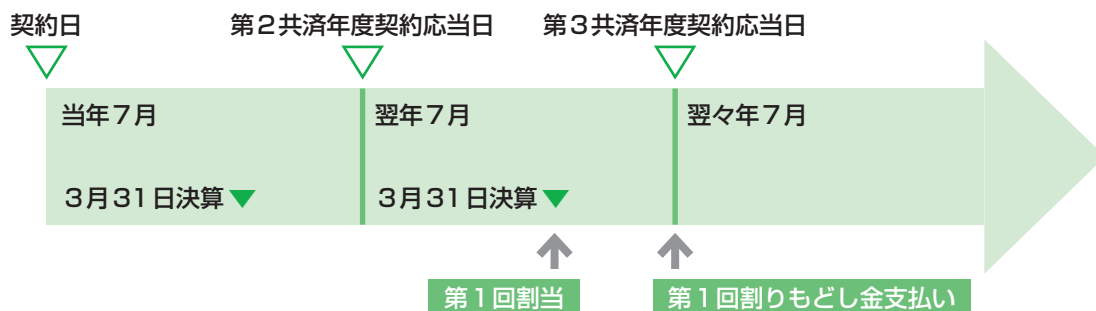 契約日
第２共済年度契約応当日
第３共済年度契約応当日
当年７月
翌年７月
翌々年７月
３月３１日決算
３月３１日決算
第１回割当
第１回割りもどし金支払い